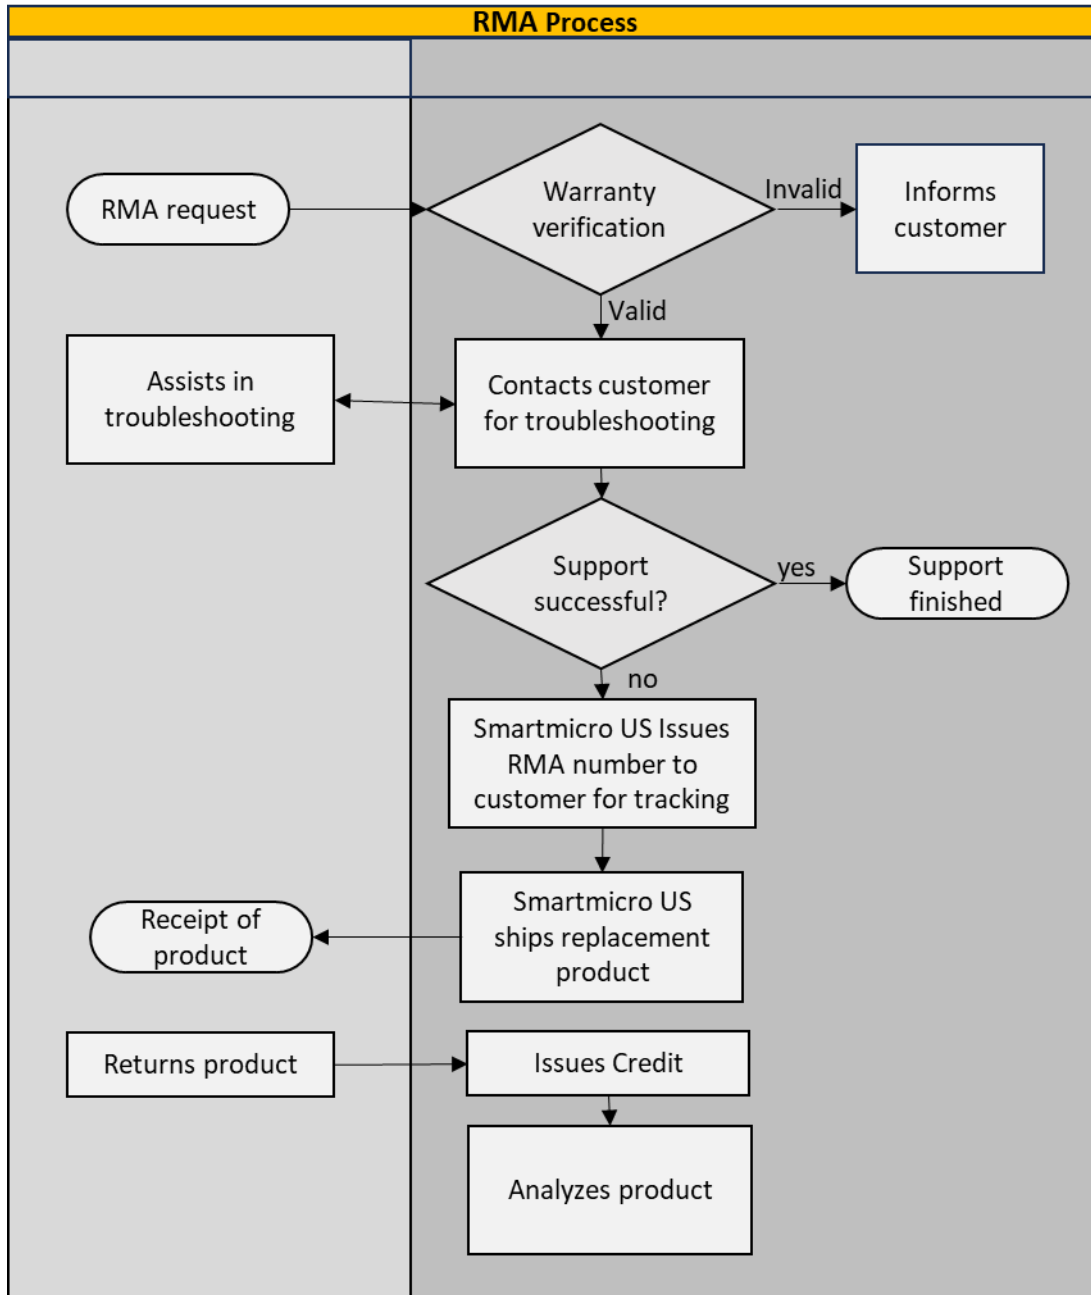 RMA Process
RMA request
Warranty
verification
Invalid
Informs
customer
Valid
Assists in
troubleshooting
Contacts customer
for troubleshooting
Support
successful?
yes
Support
finished
no
Smartmicro US Issues
RMA number to
customer for tracking
Smartmicro US
ships replacement
product
Receipt of
product
Returns product
Issues Credit
Analyzes product